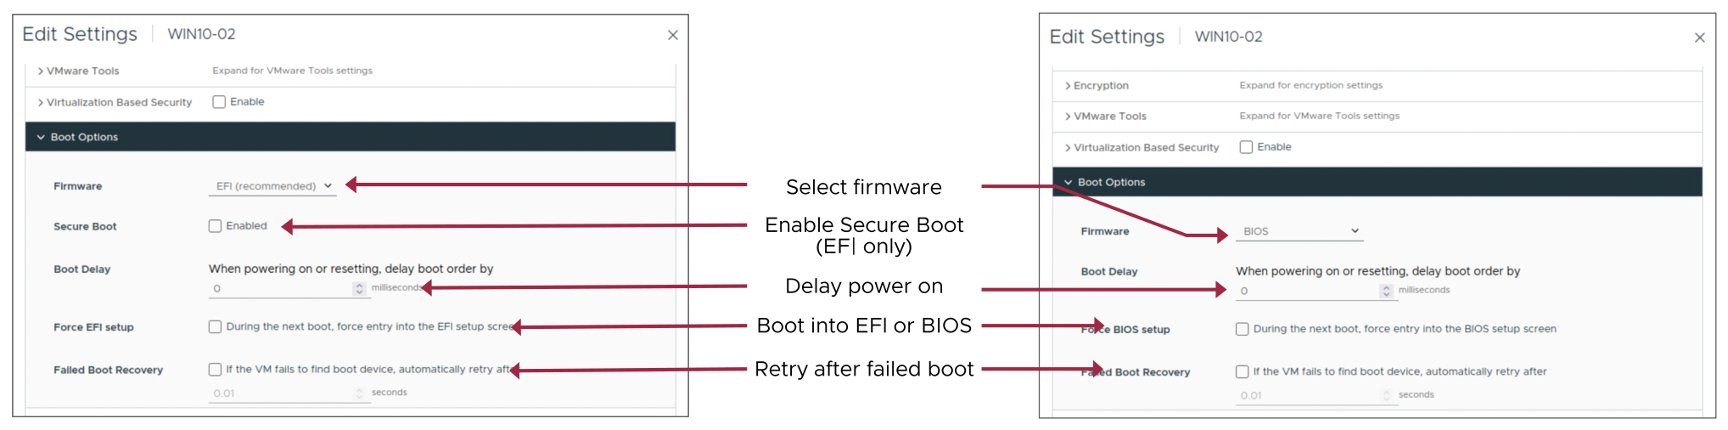 Edit Settings | WIN10-02 ×
> VMware Tools Expand for VMware Tools settings
> Virtualization Based Security Enable
Boot Options
Firmware EFI (recommended)
Secure Boot Enabled
Boot Delay When powering on or resetting, delay boot order by
0 milliseconds
Force EFI setup During the next boot, force entry into the EFI setup scree
Failed Boot Recovery If the VM fails to find boot device, automatically retry after
0.01 seconds
Select firmware
Enable Secure Boot
(EFI only)
Delay power on
Boot into EFI or BIOS
Retry after failed boot
Edit Settings | WIN10-02 ×
> Encryption Expand for encryption settings
> VMware Tools Expand for VMware Tools settings
> Virtualization Based Security Enable
Boot Options
Firmware BIOS
Boot Delay When powering on or resetting, delay boot order by
0 milliseconds
Force BIOS setup During the next boot, force entry into the BIOS setup screen
Failed Boot Recovery If the VM fails to find boot device, automatically retry after
0.01 seconds